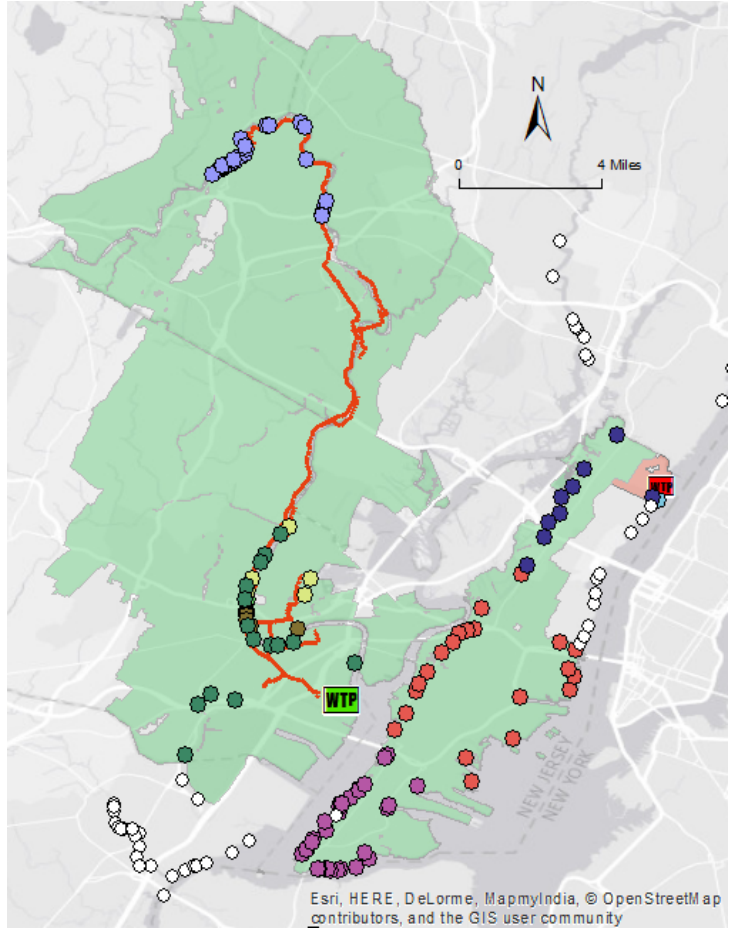 N
0
4 Miles
WTP
WTP
NEW JERSEY
NEW YORK
Esri, HERE, DeLorme, MapmyIndia, © OpenStreetMap
contributors, and the GIS user community